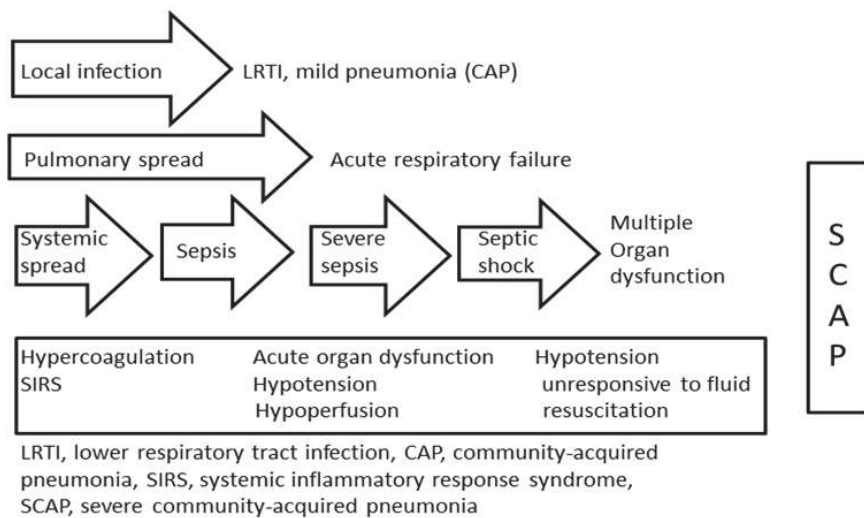 Local infection
LRTI, mild pneumonia (CAP)
Pulmonary spread
Acute respiratory failure
Systemic
spread
Sepsis
Severe
sepsis
Septic
shock
Multiple
Organ
dysfunction
S
C
A
P
Hypercoagulation
SIRS
Acute organ dysfunction
Hypotension
Hypoperfusion
Hypotension
unresponsive to fluid
resuscitation
LRTI, lower respiratory tract infection, CAP, community-acquired
pneumonia, SIRS, systemic inflammatory response syndrome,
SCAP, severe community-acquired pneumonia